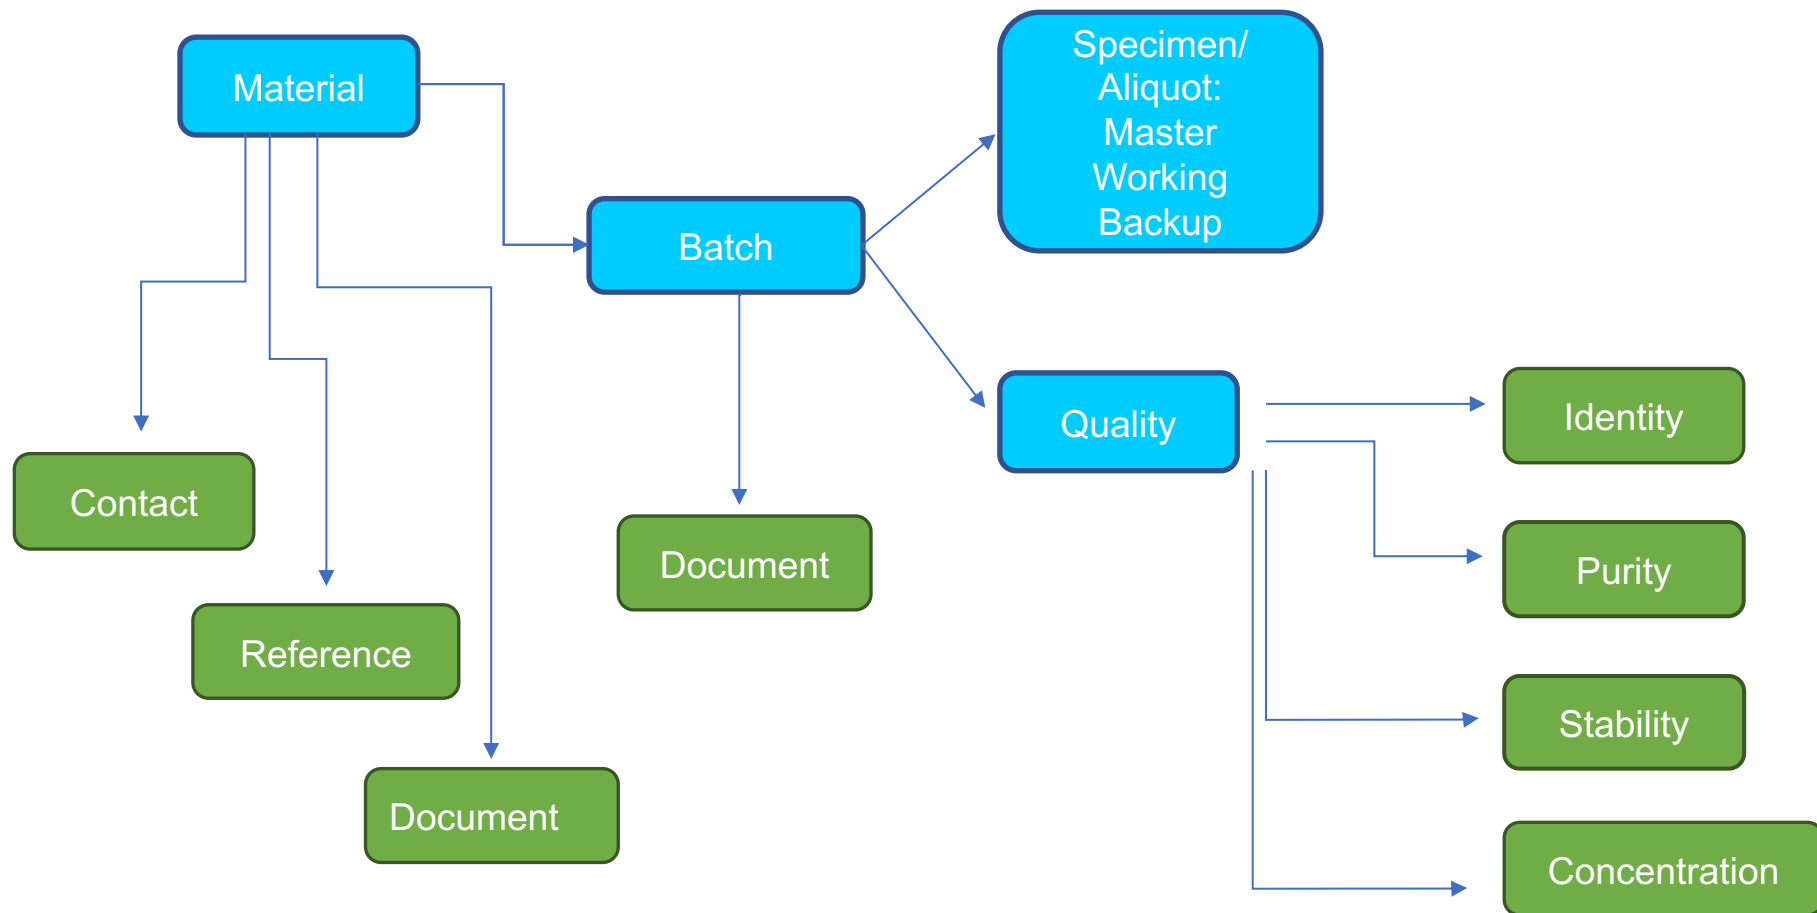 Material
Specimen/
Aliquot:
Master
Working
Backup
Batch
Quality
Identity
Contact
Document
Purity
Reference
Stability
Document
Concentration